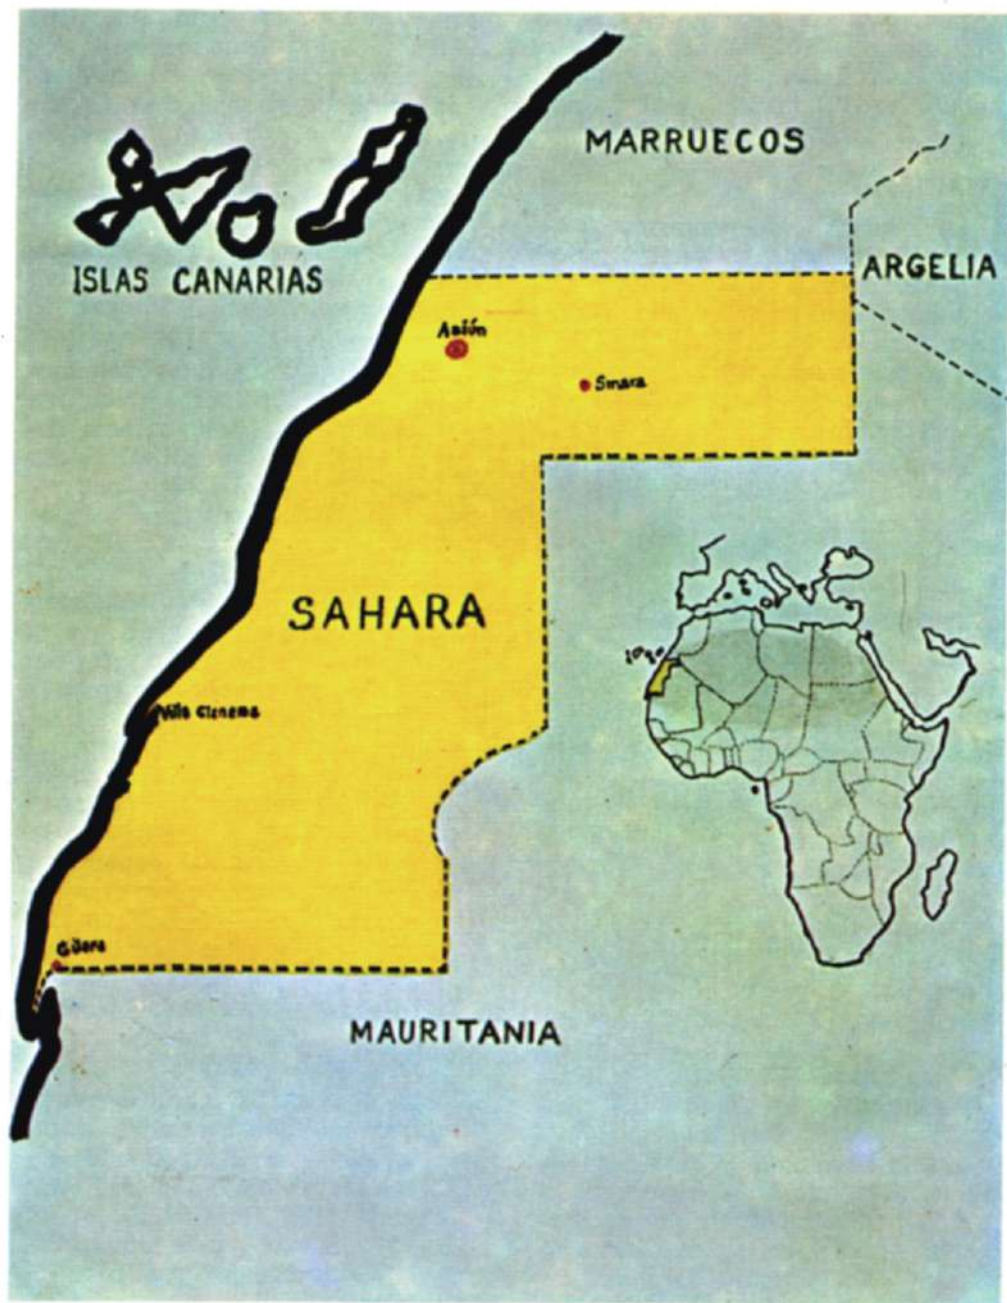 MARRUECOS
ISLAS CANARIAS
ARGELIA
Aaiún
Smara
SAHARA
Villa Cisneros
Güera
MAURITANIA